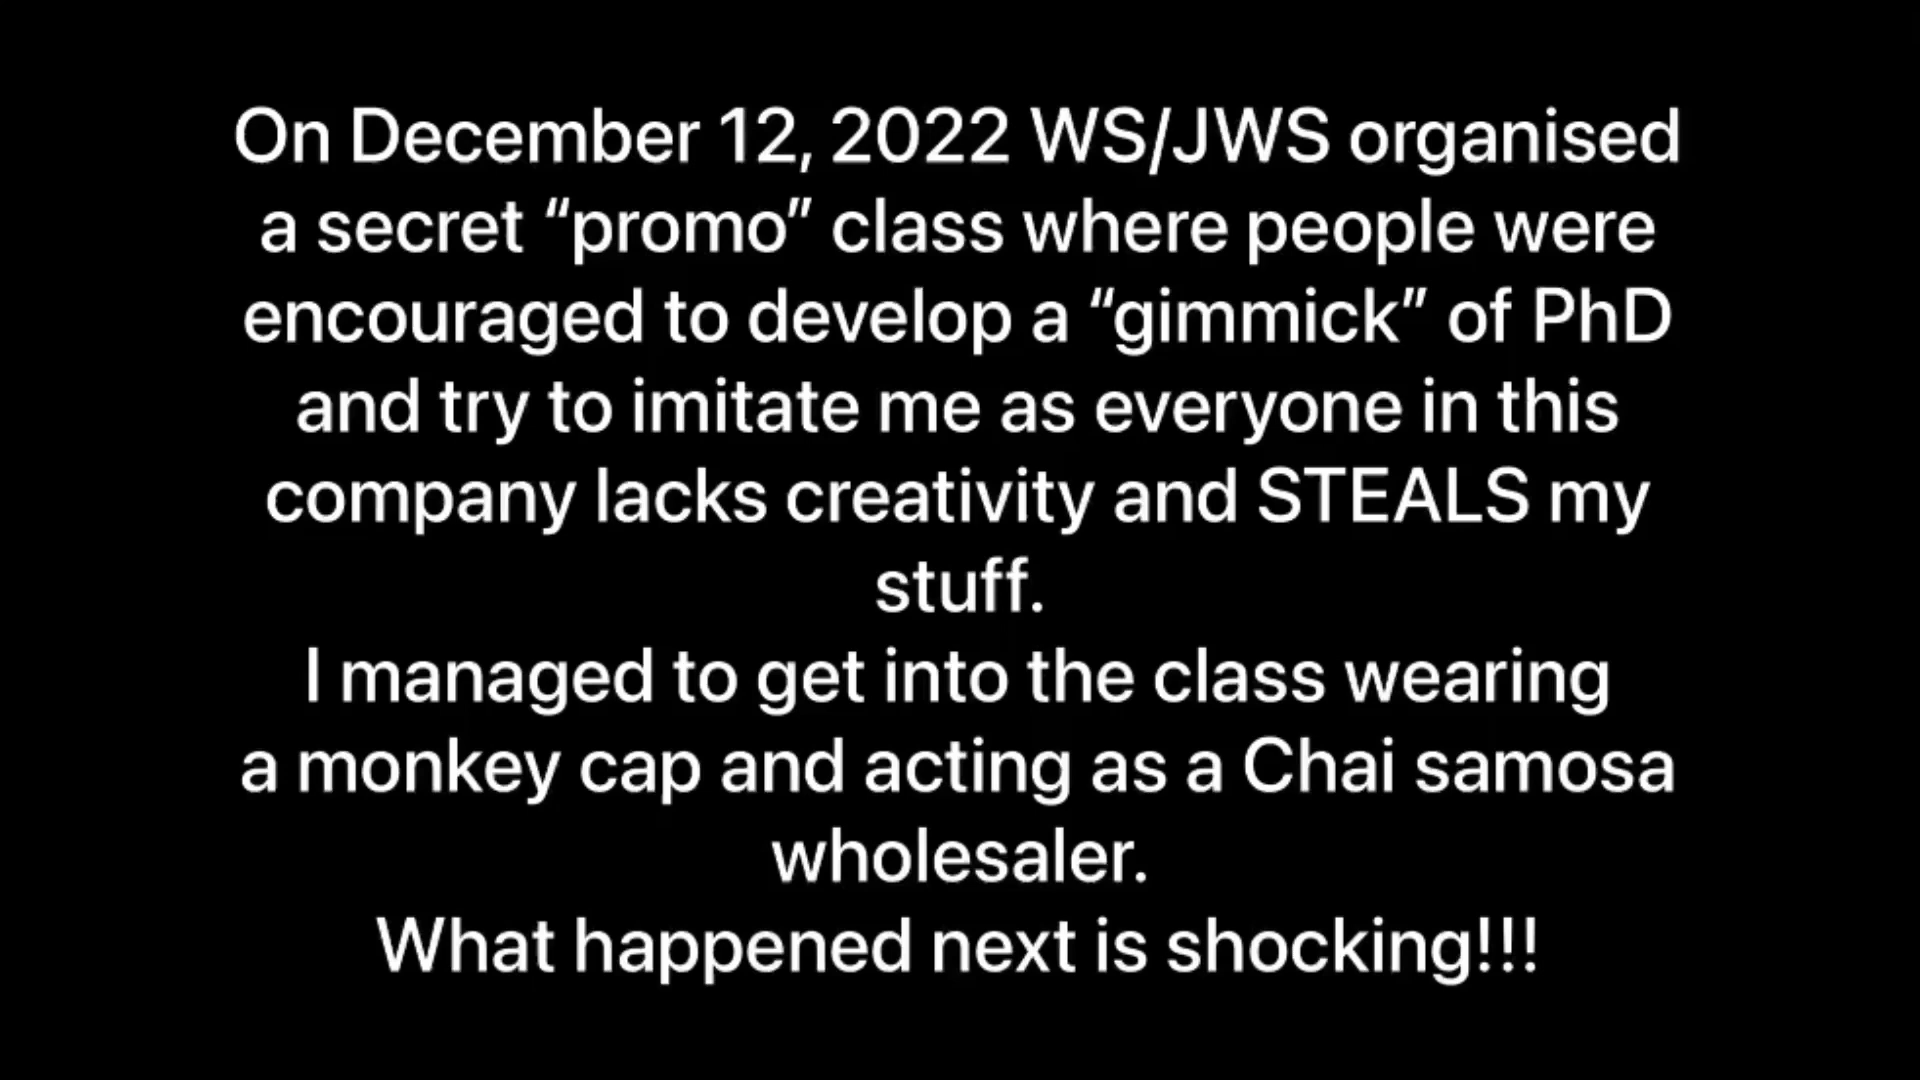 On December 12, 2022 WS/JWS organised
a secret “promo” class where people were
encouraged to develop a “gimmick” of PhD
and try to imitate me as everyone in this
company lacks creativity and STEALS my
stuff.
I managed to get into the class wearing
a monkey cap and acting as a Chai samosa
wholesaler.
What happened next is shocking!!!